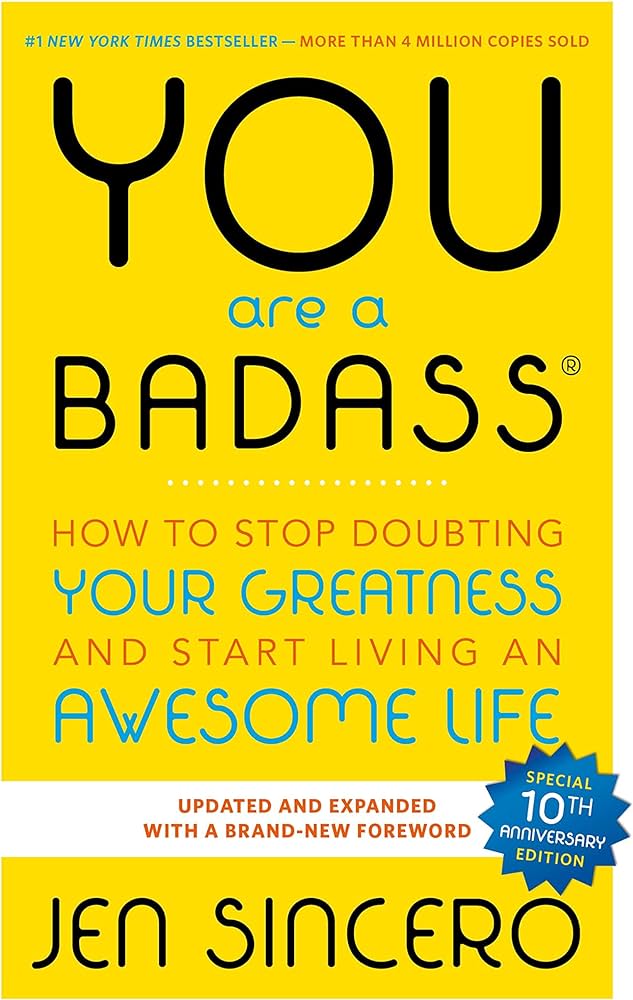 #1 NEW YORK TIMES BESTSELLER — MORE THAN 4 MILLION COPIES SOLD
YOU
are a
BADASS®
HOW TO STOP DOUBTING
YOUR GREATNESS
AND START LIVING AN
AWESOME LIFE
UPDATED AND EXPANDED
WITH A BRAND-NEW FOREWORD
SPECIAL
10TH
ANNIVERSARY
EDITION
JEN SINCERO